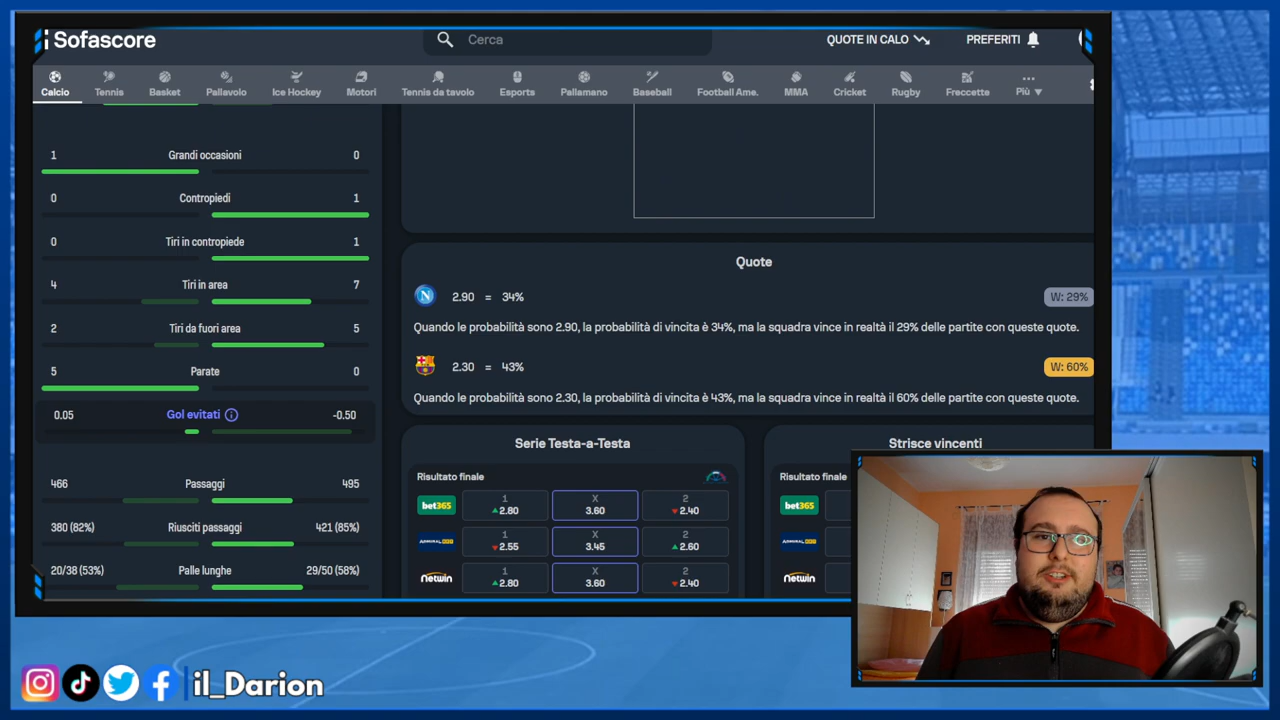 Sofascore
Cerca
QUOTE IN CALO
PREFERITI
Calcio
Tennis
Basket
Pallavolo
Ice Hockey
Motori
Tennis da tavolo
Esports
Pallamano
Baseball
Football Ame.
MMA
Cricket
Rugby
Freccette
Più ▼
1 Grandi occasioni 0
0 Contropiedi 1
0 Tiri in contropiede 1
4 Tiri in area 7
2 Tiri da fuori area 5
5 Parate 0
0.05 Gol evitati -0.50
466 Passaggi 495
380 (82%) Riusciti passaggi 421 (85%)
20/38 (53%) Palle lunghe 29/50 (58%)
Quote
N 2.90 = 34% W: 29%
Quando le probabilità sono 2.90, la probabilità di vincita è 34%, ma la squadra vince in realtà il 29% delle partite con queste quote.
2.30 = 43% W: 60%
Quando le probabilità sono 2.30, la probabilità di vincita è 43%, ma la squadra vince in realtà il 60% delle partite con queste quote.
Serie Testa-a-Testa
Risultato finale
bet365
1 X 2
2.80 3.60 2.40
ADMIRALBET
1 X 2
2.55 3.45 2.60
netwin
1 X 2
2.80 3.60 2.40
Strisce vincenti
Risultato finale
bet365
ADMIRALBET
netwin
il_Darion